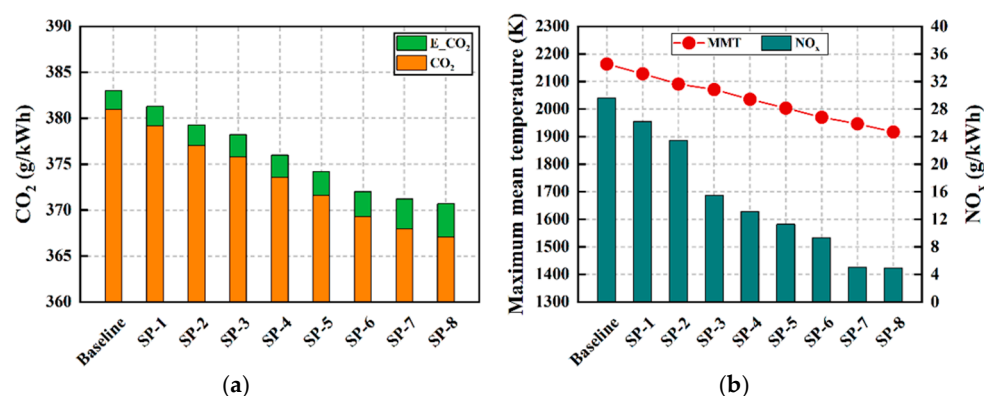 390
385
380
375
370
365
360
CO₂ (g/kWh)
E_CO₂
CO₂
Baseline
SP-1
SP-2
SP-3
SP-4
SP-5
SP-6
SP-7
SP-8
(a)
2300
2200
2100
2000
1900
1800
1700
1600
1500
1400
1300
Maximum mean temperature (K)
MMT
NOₓ
40
36
32
28
24
20
16
12
8
4
0
NOₓ (g/kWh)
Baseline
SP-1
SP-2
SP-3
SP-4
SP-5
SP-6
SP-7
SP-8
(b)